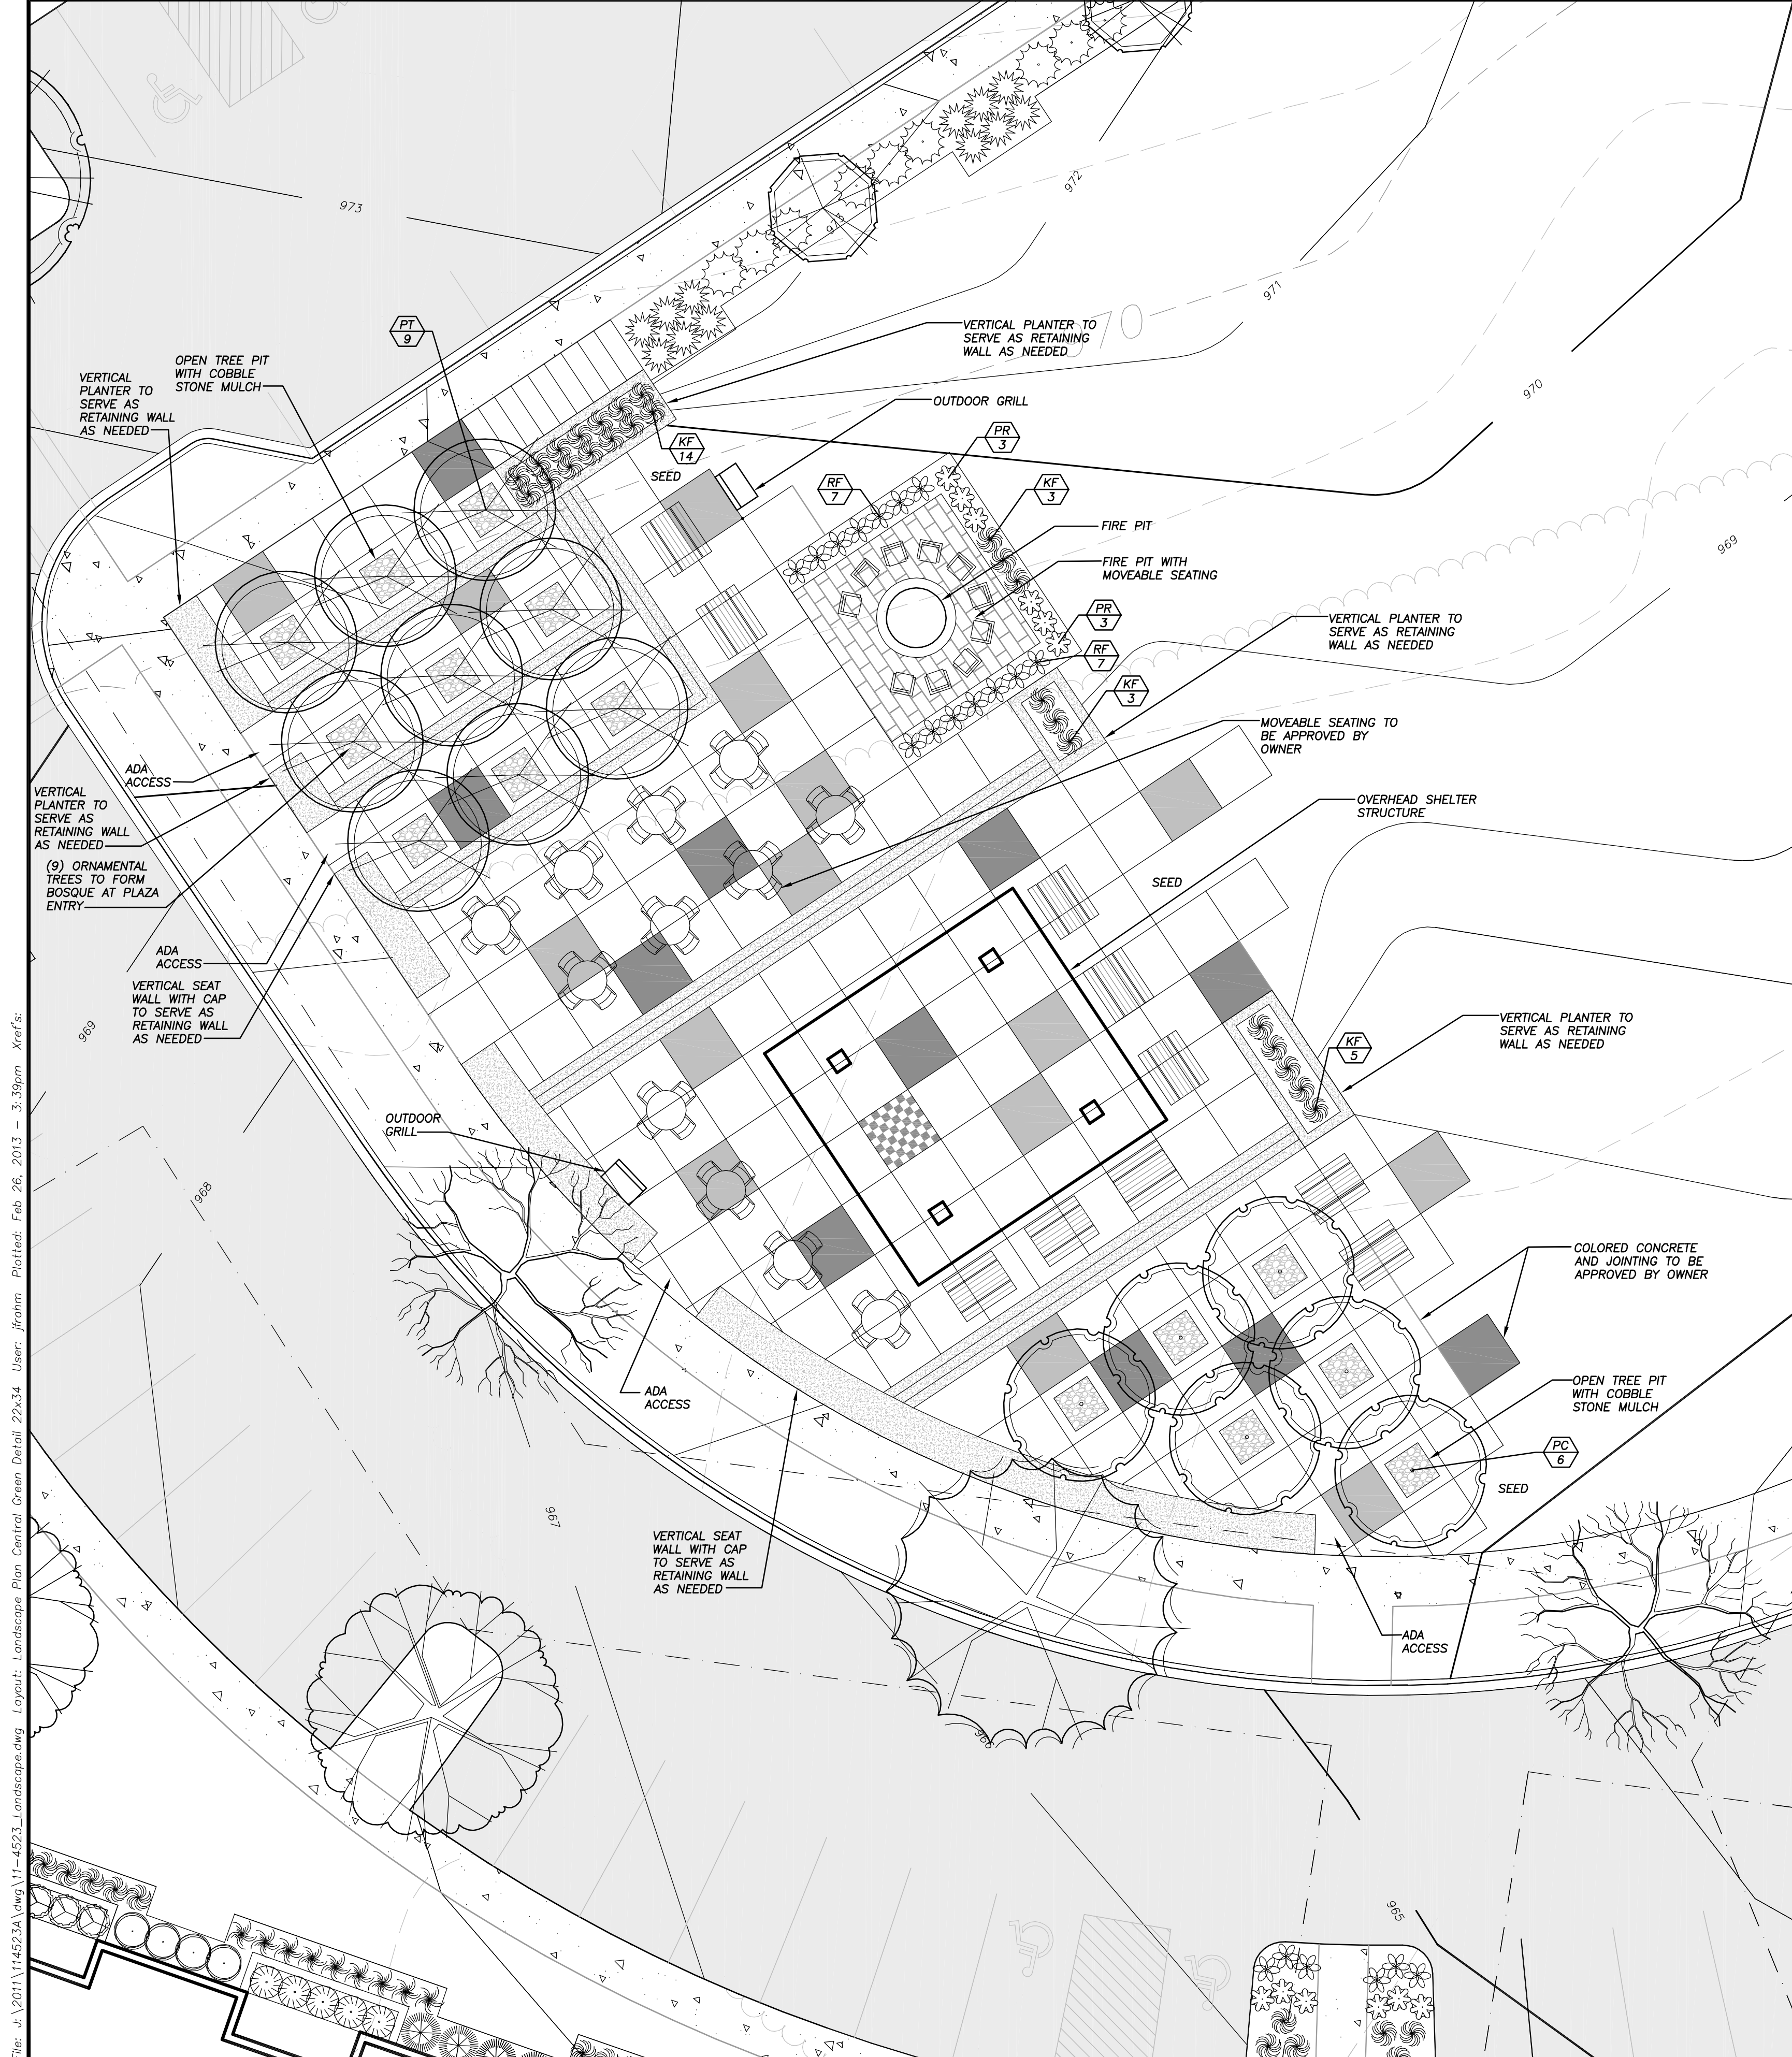 973
972
973
971
970
970
969
PT
9
VERTICAL PLANTER TO
SERVE AS RETAINING
WALL AS NEEDED
OPEN TREE PIT
WITH COBBLE
STONE MULCH
VERTICAL
PLANTER TO
SERVE AS
RETAINING WALL
AS NEEDED
OUTDOOR GRILL
KF
14
SEED
PR
3
RF
7
KF
3
FIRE PIT
FIRE PIT WITH
MOVEABLE SEATING
PR
3
RF
7
KF
3
VERTICAL PLANTER TO
SERVE AS RETAINING
WALL AS NEEDED
MOVEABLE SEATING TO
BE APPROVED BY
OWNER
ADA
ACCESS
VERTICAL
PLANTER TO
SERVE AS
RETAINING WALL
AS NEEDED
OVERHEAD SHELTER
STRUCTURE
(9) ORNAMENTAL
TREES TO FORM
BOSQUE AT PLAZA
ENTRY
SEED
ADA
ACCESS
VERTICAL SEAT
WALL WITH CAP
TO SERVE AS
RETAINING WALL
AS NEEDED
969
VERTICAL PLANTER TO
SERVE AS RETAINING
WALL AS NEEDED
KF
5
OUTDOOR
GRILL
968
COLORED CONCRETE
AND JOINTING TO BE
APPROVED BY OWNER
ADA
ACCESS
OPEN TREE PIT
WITH COBBLE
STONE MULCH
PC
6
SEED
967
VERTICAL SEAT
WALL WITH CAP
TO SERVE AS
RETAINING WALL
AS NEEDED
ADA
ACCESS
966
965
File: J:\2011\114523A\dwg\11-4523_Landscape.dwg Layout: Landscape Plan Central Green Detail 22x34 User: jfrahm Plotted: Feb 26, 2013 - 3:39pm Xref's: